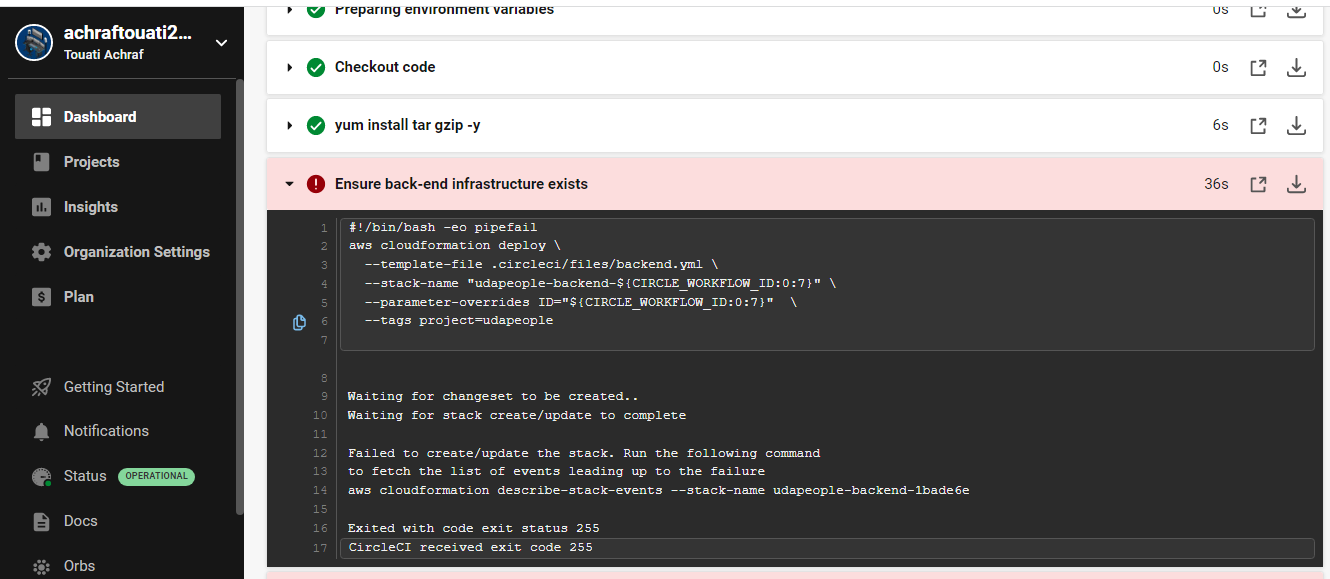 achraftouati2...
Touati Achraf
Dashboard
Projects
Insights
Organization Settings
Plan
Getting Started
Notifications
Status OPERATIONAL
Docs
Orbs
Preparing environment variables 0s
Checkout code 0s
yum install tar gzip -y 6s
Ensure back-end infrastructure exists 36s
1 #!/bin/bash -eo pipefail
2 aws cloudformation deploy \
3 --template-file .circleci/files/backend.yml \
4 --stack-name "udapeople-backend-${CIRCLE_WORKFLOW_ID:0:7}" \
5 --parameter-overrides ID="${CIRCLE_WORKFLOW_ID:0:7}" \
6 --tags project=udapeople
7
8
9 Waiting for changeset to be created..
10 Waiting for stack create/update to complete
11
12 Failed to create/update the stack. Run the following command
13 to fetch the list of events leading up to the failure
14 aws cloudformation describe-stack-events --stack-name udapeople-backend-1bade6e
15
16 Exited with code exit status 255
17 CircleCI received exit code 255